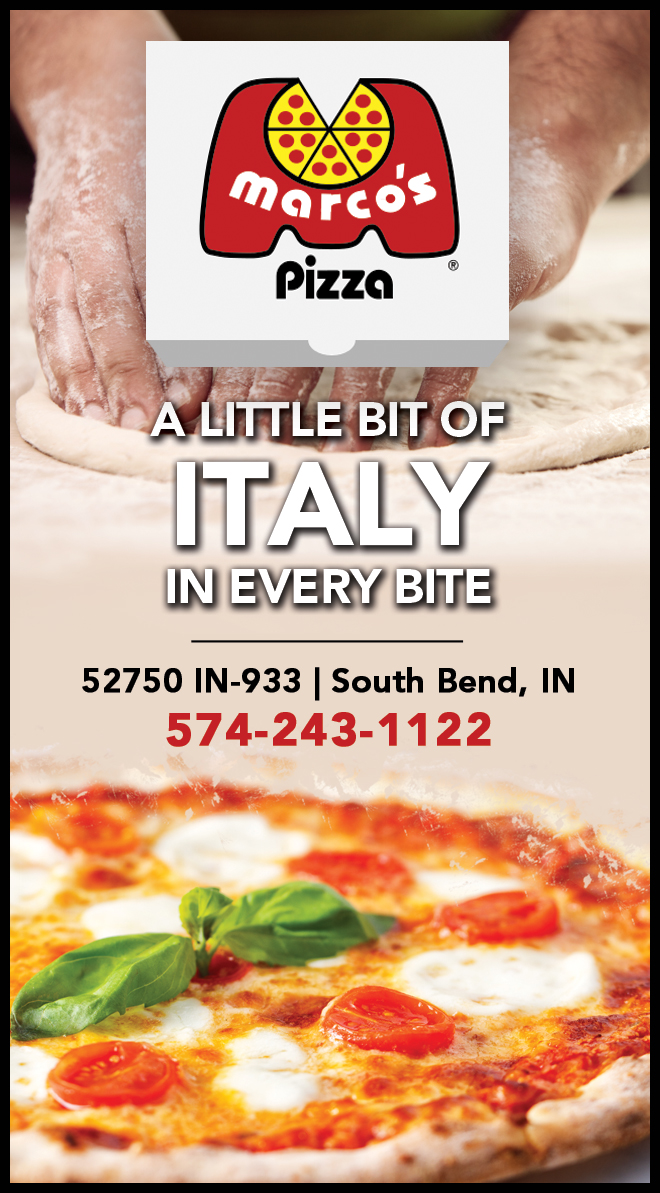 marco's
Pizza ®
A LITTLE BIT OF
ITALY
IN EVERY BITE
52750 IN-933 | South Bend, IN
574-243-1122